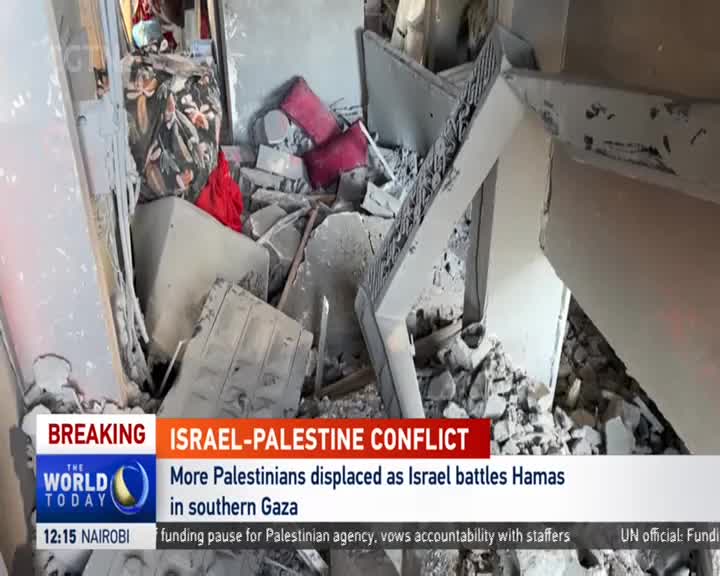 BREAKING
ISRAEL-PALESTINE CONFLICT
THE
WORLD
TODAY
More Palestinians displaced as Israel battles Hamas
in southern Gaza
12:15 NAIROBI
funding pause for Palestinian agency, vows accountability with staffers UN official: Fundi